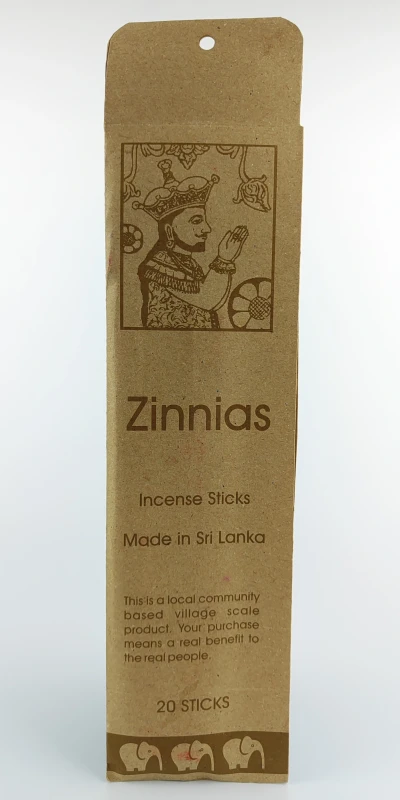 Zinnias
Incense Sticks
Made in Sri Lanka
This is a local community
based village scale
product. Your purchase
means a real benefit to
the real people.
20 STICKS